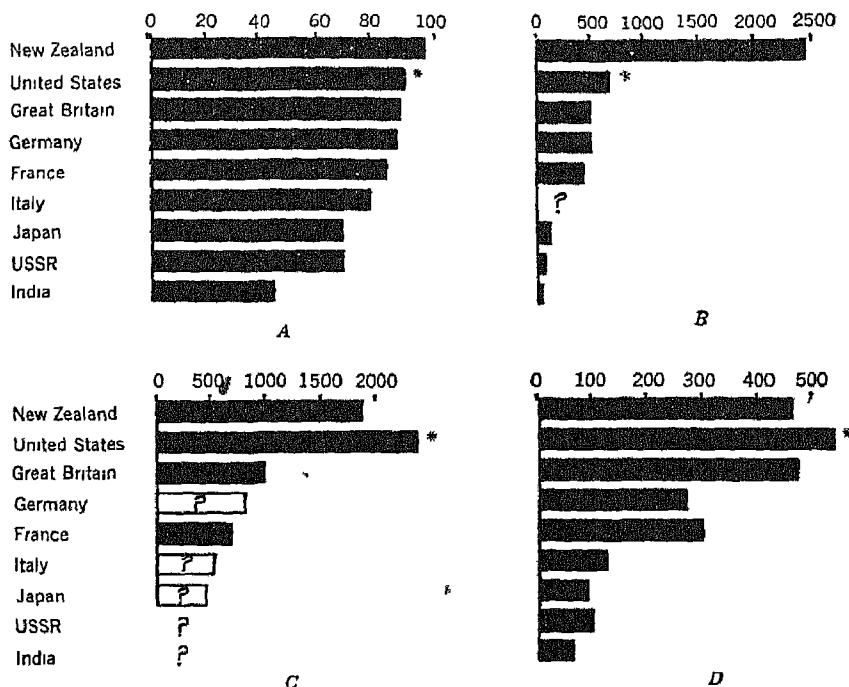 0 20 40 60 80 100
New Zealand
United States *
Great Britain
Germany
France
Italy
Japan
USSR
India
A
0 500 1000 1500 2000 2500
*
?
B
0 500 1000 1500 2000
New Zealand
United States *
Great Britain
Germany ?
France
Italy ?
Japan ?
USSR ?
India ?
C
0 100 200 300 400 500
*
D